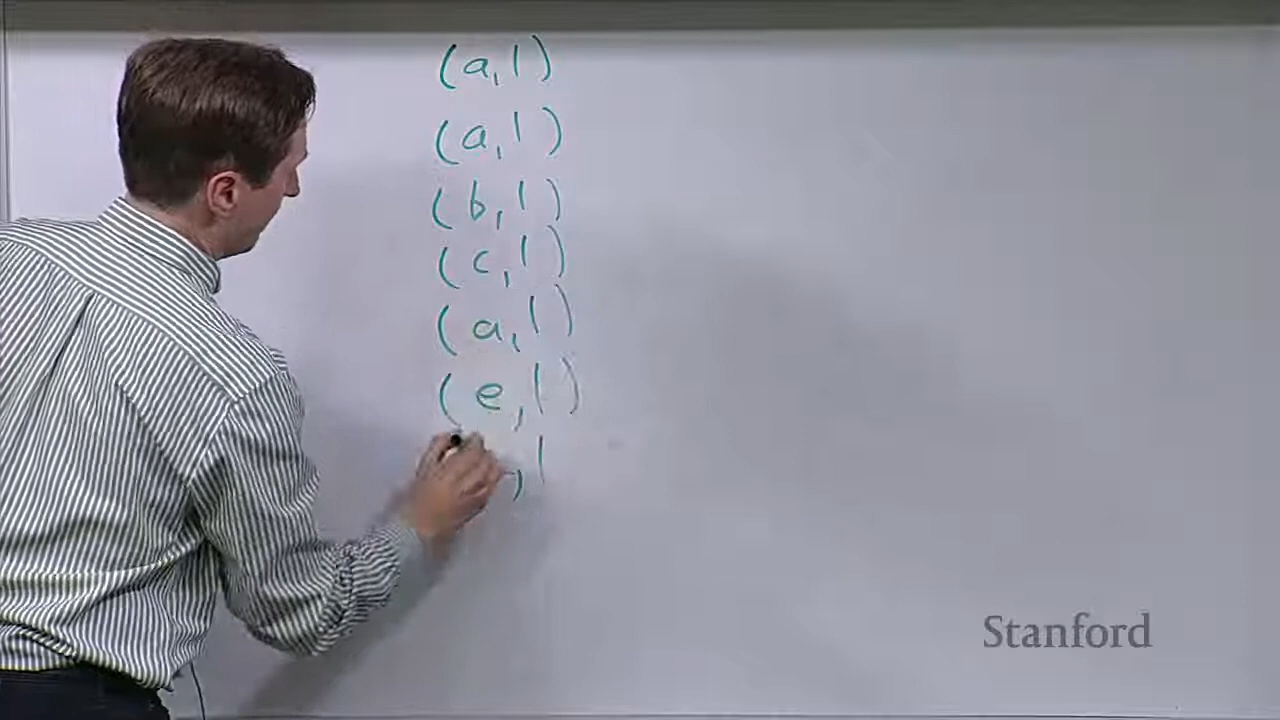 (a, 1)
(a, 1)
(b, 1)
(c, 1)
(a, 1)
(e, 1)
, 1
Stanford